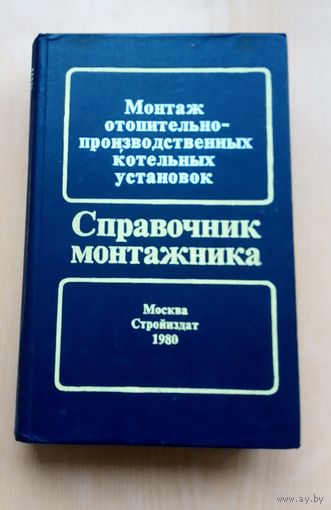 Монтаж
отопительно-
производственных
котельных
установок
Справочник
монтажника
Москва
Стройиздат
1980
www.ay.by